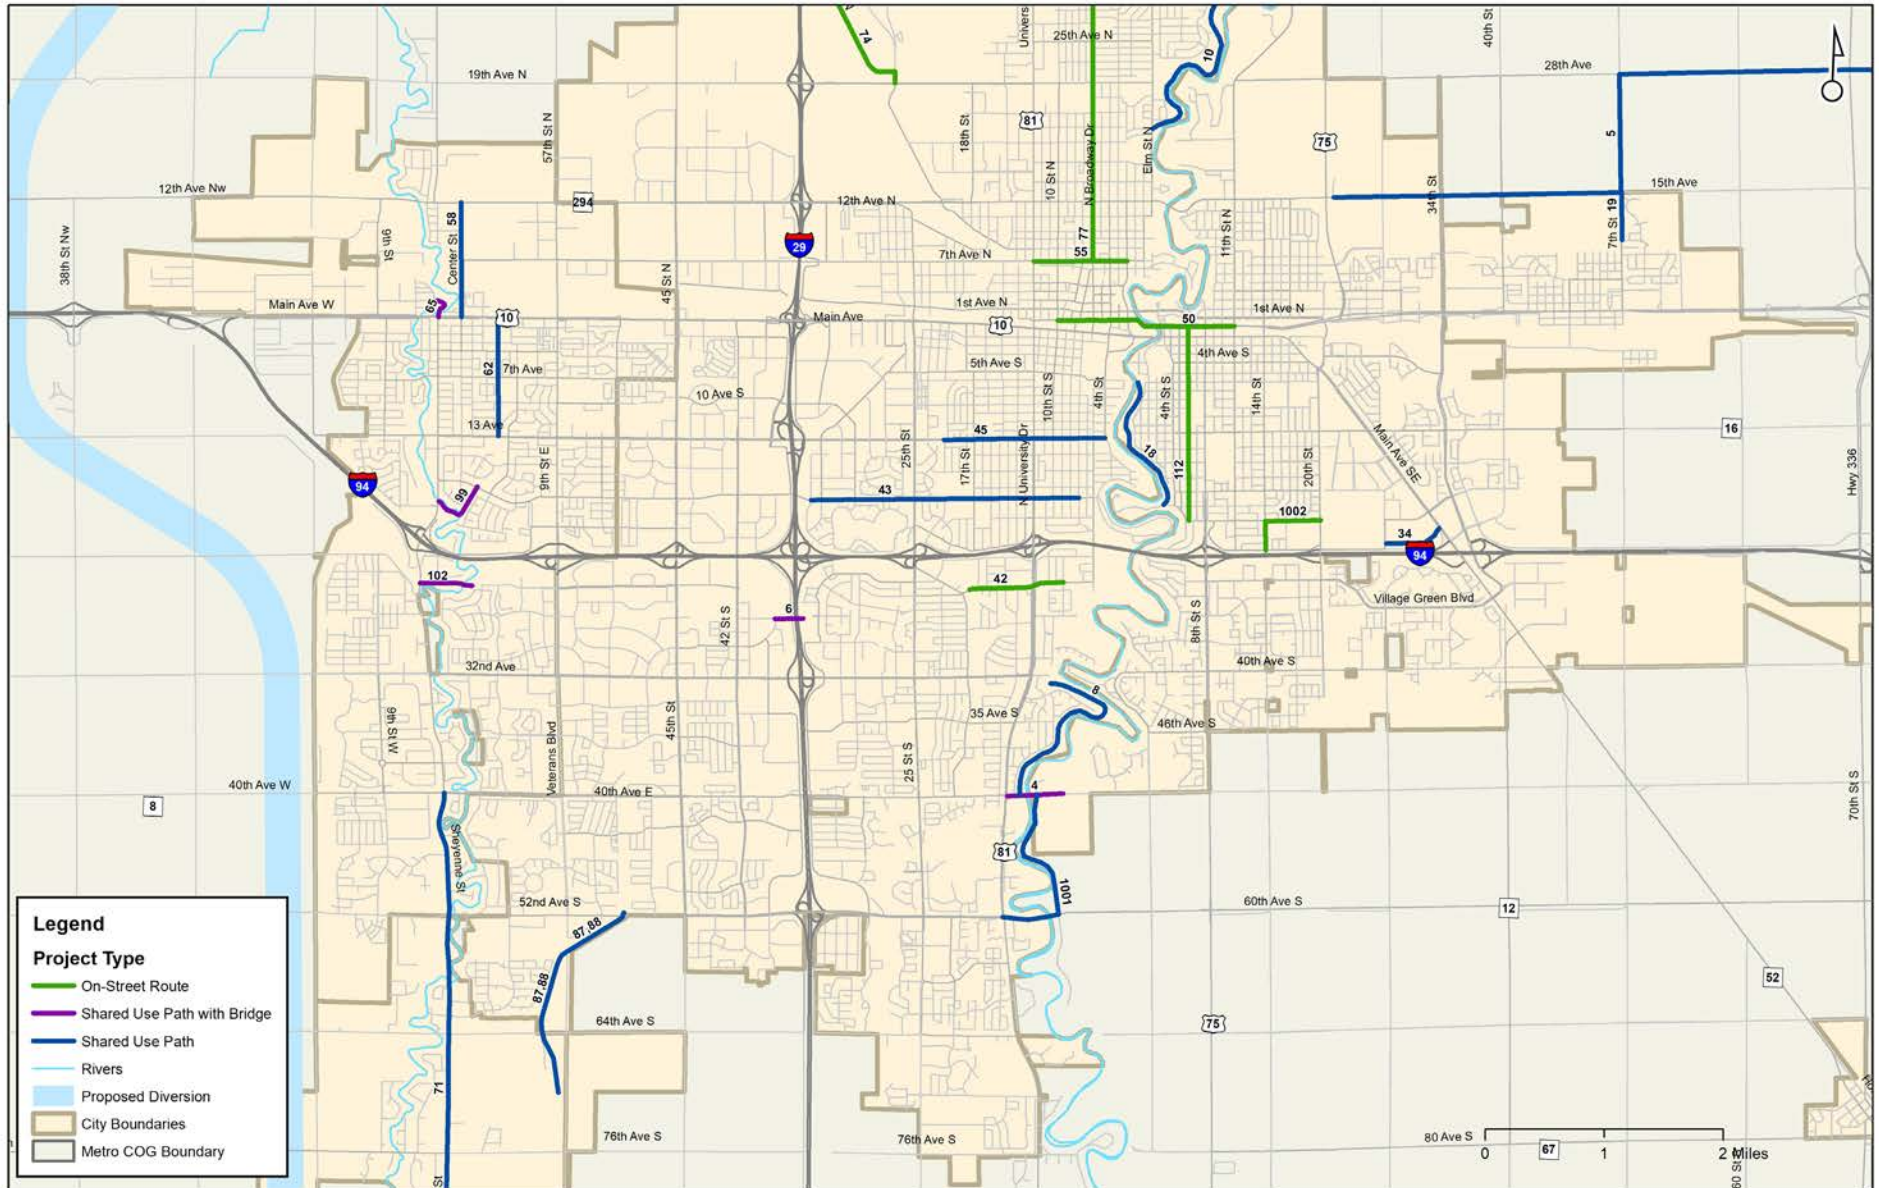 74
Univers
25th Ave N
10
40th St
28th Ave
19th Ave N
57th St N
18th St
81
10 St N
N Broadway Dr
Elm St N
75
5
12th Ave Nw
294
12th Ave N
34th St
15th Ave
38th St Nw
9th St
Center St
58
29
7th Ave N
77
55
11th St N
7th St
19
45 St N
Main Ave W
65
10
Main Ave
1st Ave N
10
50
1st Ave N
62
7th Ave
5th Ave S
4th Ave S
10 Ave S
10th St S
4th St
4th St S
14th St
13 Ave
45
25th St
17th St
N University Dr
18
112
20th St
Main Ave SE
16
Hwy 336
94
9th St E
99
43
1002
34
94
102
42
6
42 St S
8th St S
Village Green Blvd
32nd Ave
40th Ave S
8
9th St W
45th St
35 Ave S
46th Ave S
Veterans Blvd
25 St S
40th Ave W
8
40th Ave E
4
70th St S
Sheyenne St
81
1001
52nd Ave S
60th Ave S
12
87,88
87,88
52
64th Ave S
75
71
76th Ave S
76th Ave S
80 Ave S
67
0
1
2 Miles
60 St
St
Legend
Project Type
On-Street Route
Shared Use Path with Bridge
Shared Use Path
Rivers
Proposed Diversion
City Boundaries
Metro COG Boundary